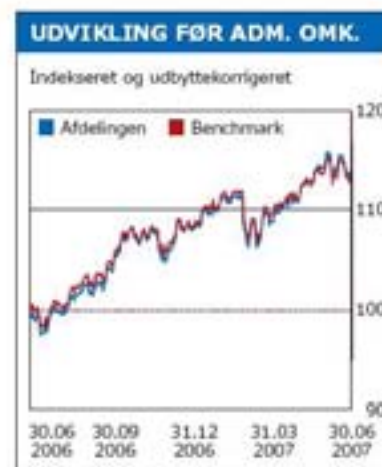 UDVIKLING FØR ADM. OMK.
Indekseret og udbyttekorrigeret
120
Afdelingen Benchmark
110
100
90
30.06 30.09 31.12 31.03 30.06
2006 2006 2006 2007 2007